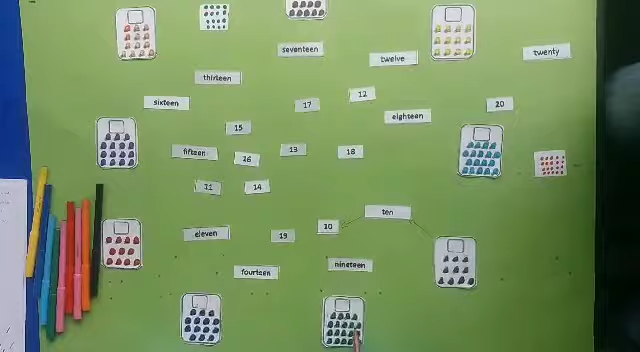 seventeen
twelve
twenty
thirteen
12
sixteen
17
20
eighteen
15
fifteen
16
13
18
11
14
ten
10
eleven
19
fourteen
nineteen